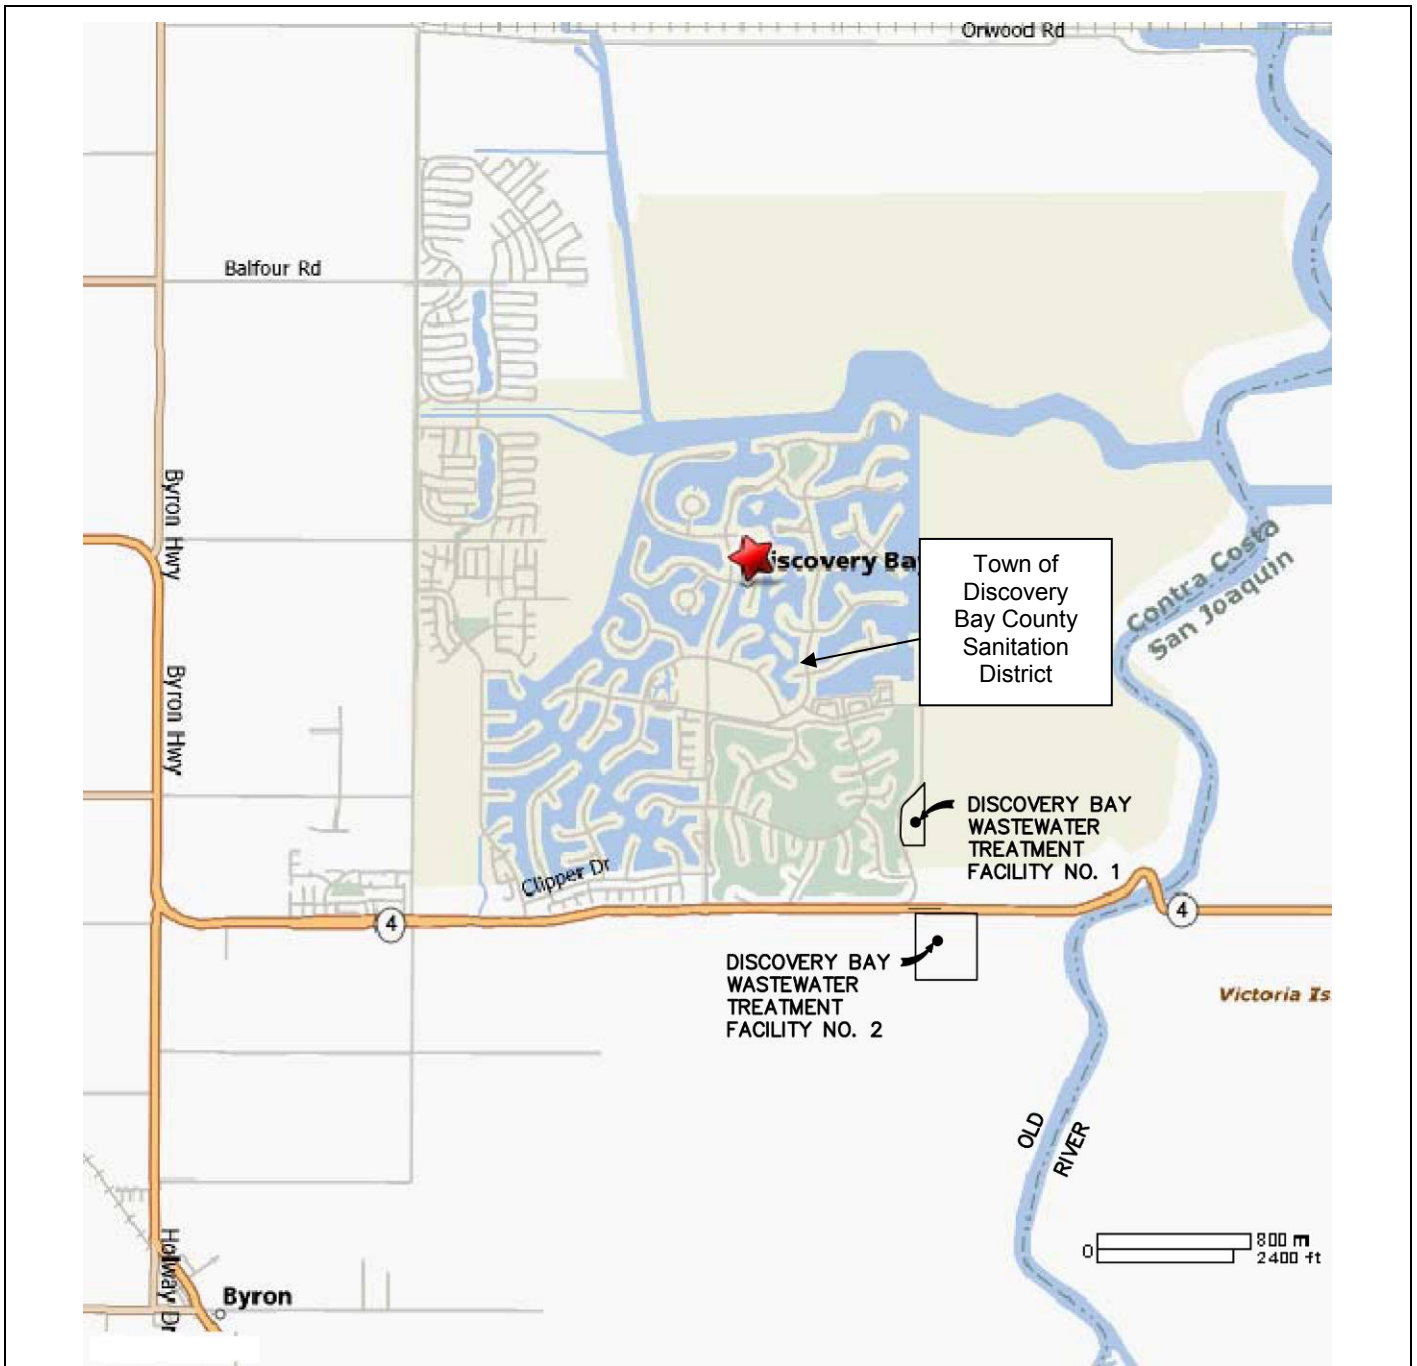 Orwood Rd
Balfour Rd
Byron Hwy
iscovery Ba
Town of
Discovery
Bay County
Sanitation
District
Contra Costa
San Joaquin
Byron Hwy
DISCOVERY BAY
WASTEWATER
TREATMENT
FACILITY NO. 1
Clipper Dr
4
4
DISCOVERY BAY
WASTEWATER
TREATMENT
FACILITY NO. 2
Victoria Is
OLD
RIVER
0
800 m
2400 ft
Holway Dr
Byron